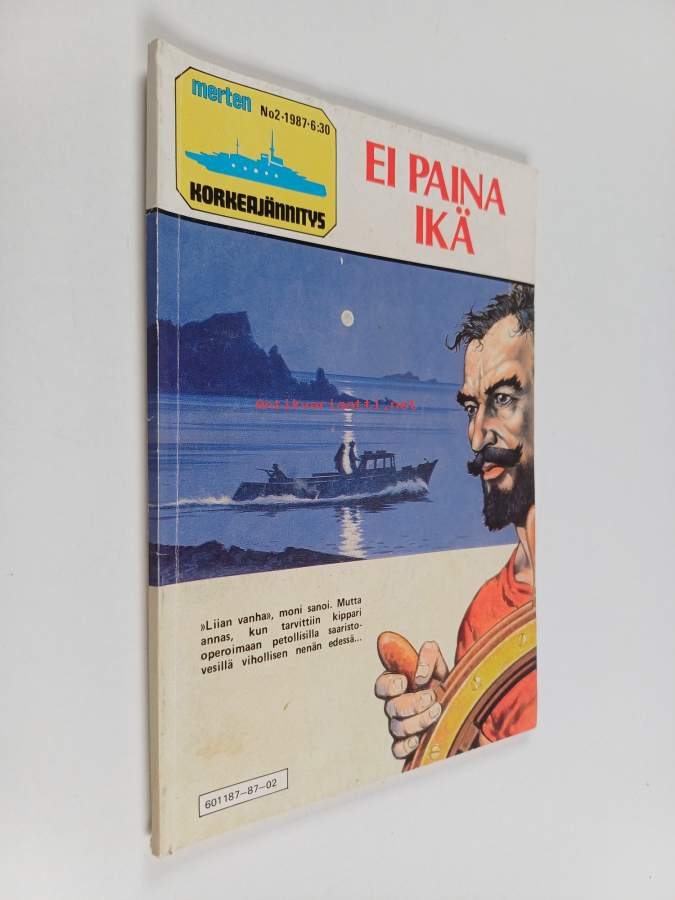 merten
No2·1987·6:30
KORKEAJÄNNITYS
EI PAINA
IKÄ
Antikvariaatti.net
»Liian vanha», moni sanoi. Mutta
annas, kun tarvittiin kippari
operoimaan petollisilla saaristo-
vesillä vihollisen nenän edessä...
601187—87—02